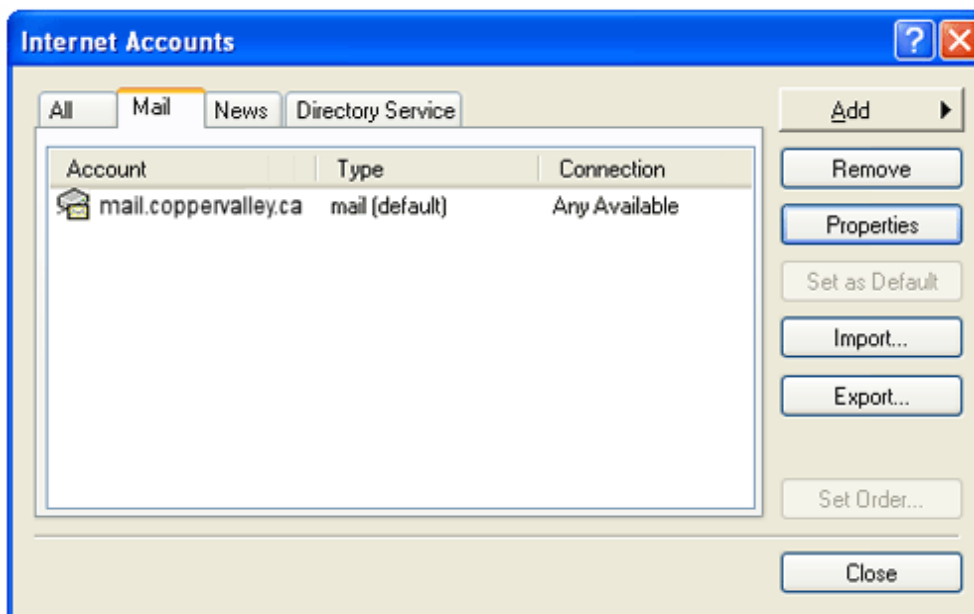 Internet Accounts
All Mail News Directory Service
Add
Account Type Connection
Remove
mail.coppervalley.ca mail (default) Any Available
Properties
Set as Default
Import...
Export...
Set Order...
Close